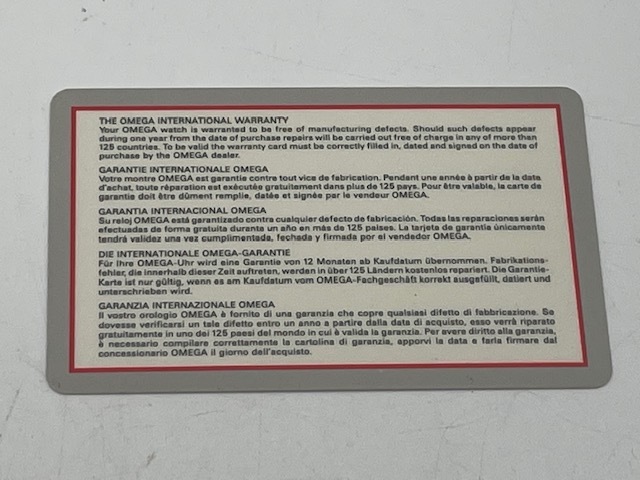 THE OMEGA INTERNATIONAL WARRANTY
Your OMEGA watch is warranted to be free of manufacturing defects. Should such defects appear
during one year from the date of purchase repairs will be carried out free of charge in any of more than
125 countries. To be valid the warranty card must be correctly filled in, dated and signed on the date of
purchase by the OMEGA dealer.
GARANTIE INTERNATIONALE OMEGA
Votre montre OMEGA est garantie contre tout vice de fabrication. Pendant une année à partir de la date
d'achat, toute réparation est exécutée gratuitement dans plus de 125 pays. Pour être valable, la carte de
garantie doit être dûment remplie, datée et signée par le vendeur OMEGA.
GARANTIA INTERNACIONAL OMEGA
Su reloj OMEGA está garantizado contra cualquier defecto de fabricación. Todas las reparaciones serán
efectuadas de forma gratuita durante un año en más de 125 países. La tarjeta de garantía únicamente
tendrá validez una vez cumplimentada, fechada y firmada por el vendedor OMEGA.
DIE INTERNATIONALE OMEGA-GARANTIE
Für Ihre OMEGA-Uhr wird eine Garantie von 12 Monaten ab Kaufdatum übernommen. Fabrikations-
fehler, die innerhalb dieser Zeit auftreten, werden in über 125 Ländern kostenlos repariert. Die Garantie-
Karte ist nur gültig, wenn es am Kaufdatum vom OMEGA-Fachgeschäft korrekt ausgefüllt, datiert und
unterschrieben wird.
GARANZIA INTERNAZIONALE OMEGA
Il vostro orologio OMEGA è fornito di una garanzia che copre qualsiasi difetto di fabbricazione. Se
dovesse verificarsi un tale difetto entro un anno a partire dalla data di acquisto, esso verrà riparato
gratuitamente in uno dei 125 paesi del mondo in cui è valida la garanzia. Per avere diritto alla garanzia,
è necessario compilare correttamente la cartolina di garanzia, apporvi la data e farla firmare dal
concessionario OMEGA il giorno dell'acquisto.